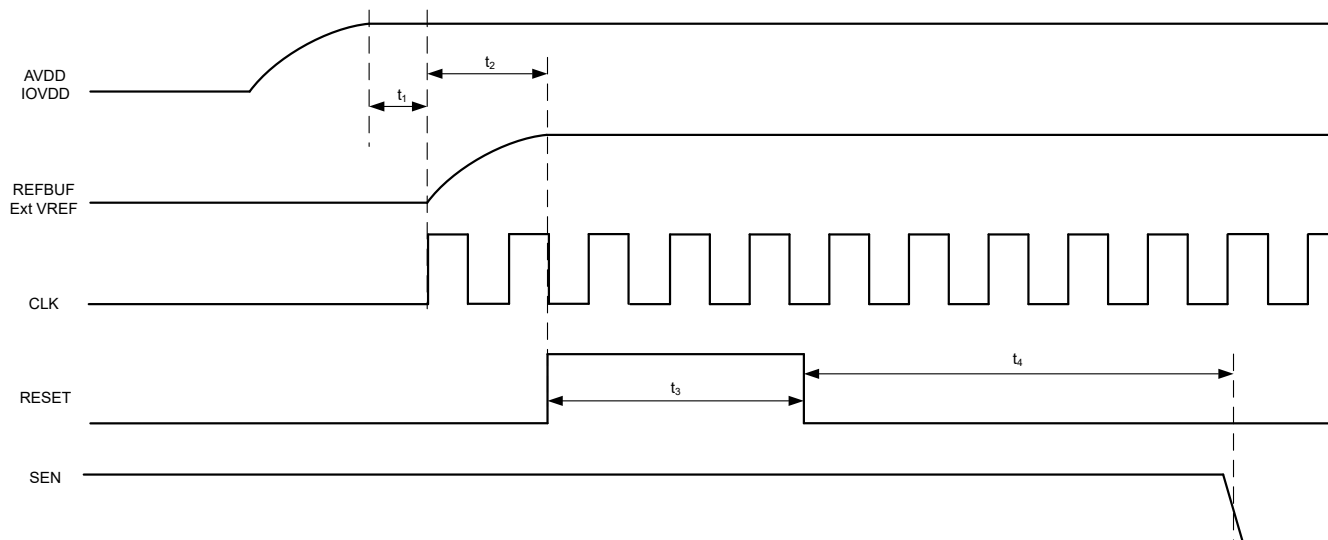 t₂
AVDD
IOVDD
t₁
REFBUF
Ext VREF
CLK
t₄
RESET
t₃
SEN